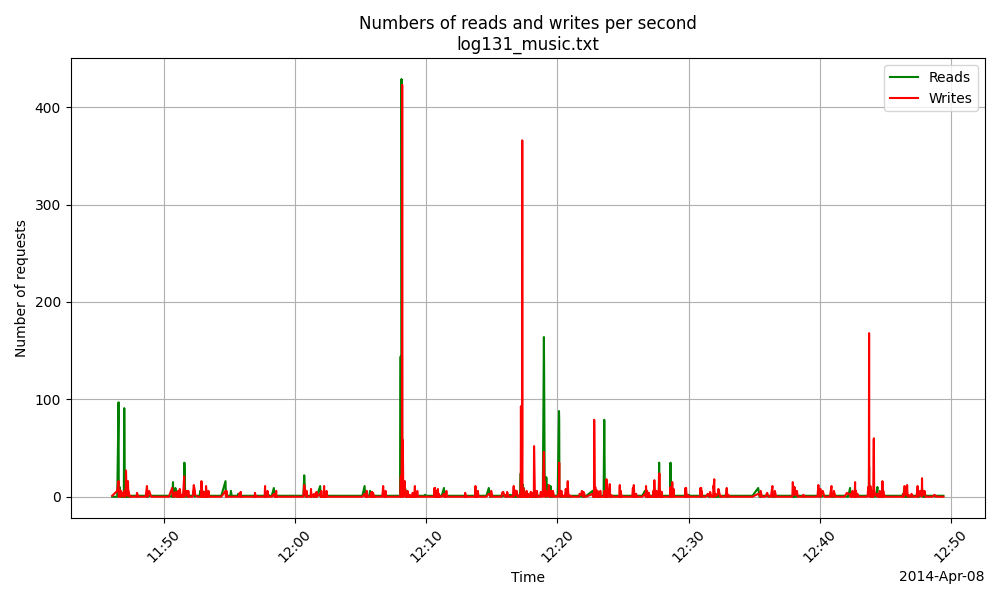 Numbers of reads and writes per second
log131_music.txt
Reads
Writes
Number of requests
400
300
200
100
0
11:50
12:00
12:10
12:20
12:30
12:40
12:50
Time
2014-Apr-08